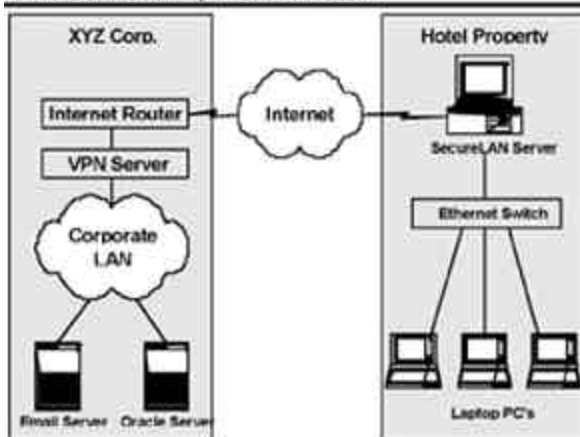 XYZ Corp.
Internet Router
VPN Server
Corporate
LAN
Email Server
Oracle Server
Internet
Hotel Property
SecureLAN Server
Ethernet Switch
Laptop PC's